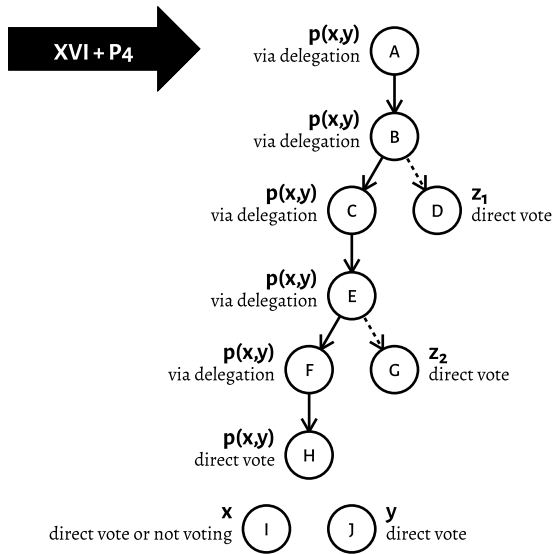 XVI + P4
p(x,y)
via delegation
A
p(x,y)
via delegation
B
p(x,y)
via delegation
C
D
z₁
direct vote
p(x,y)
via delegation
E
p(x,y)
via delegation
F
G
z₂
direct vote
p(x,y)
direct vote
H
x
direct vote or not voting
I
J
y
direct vote